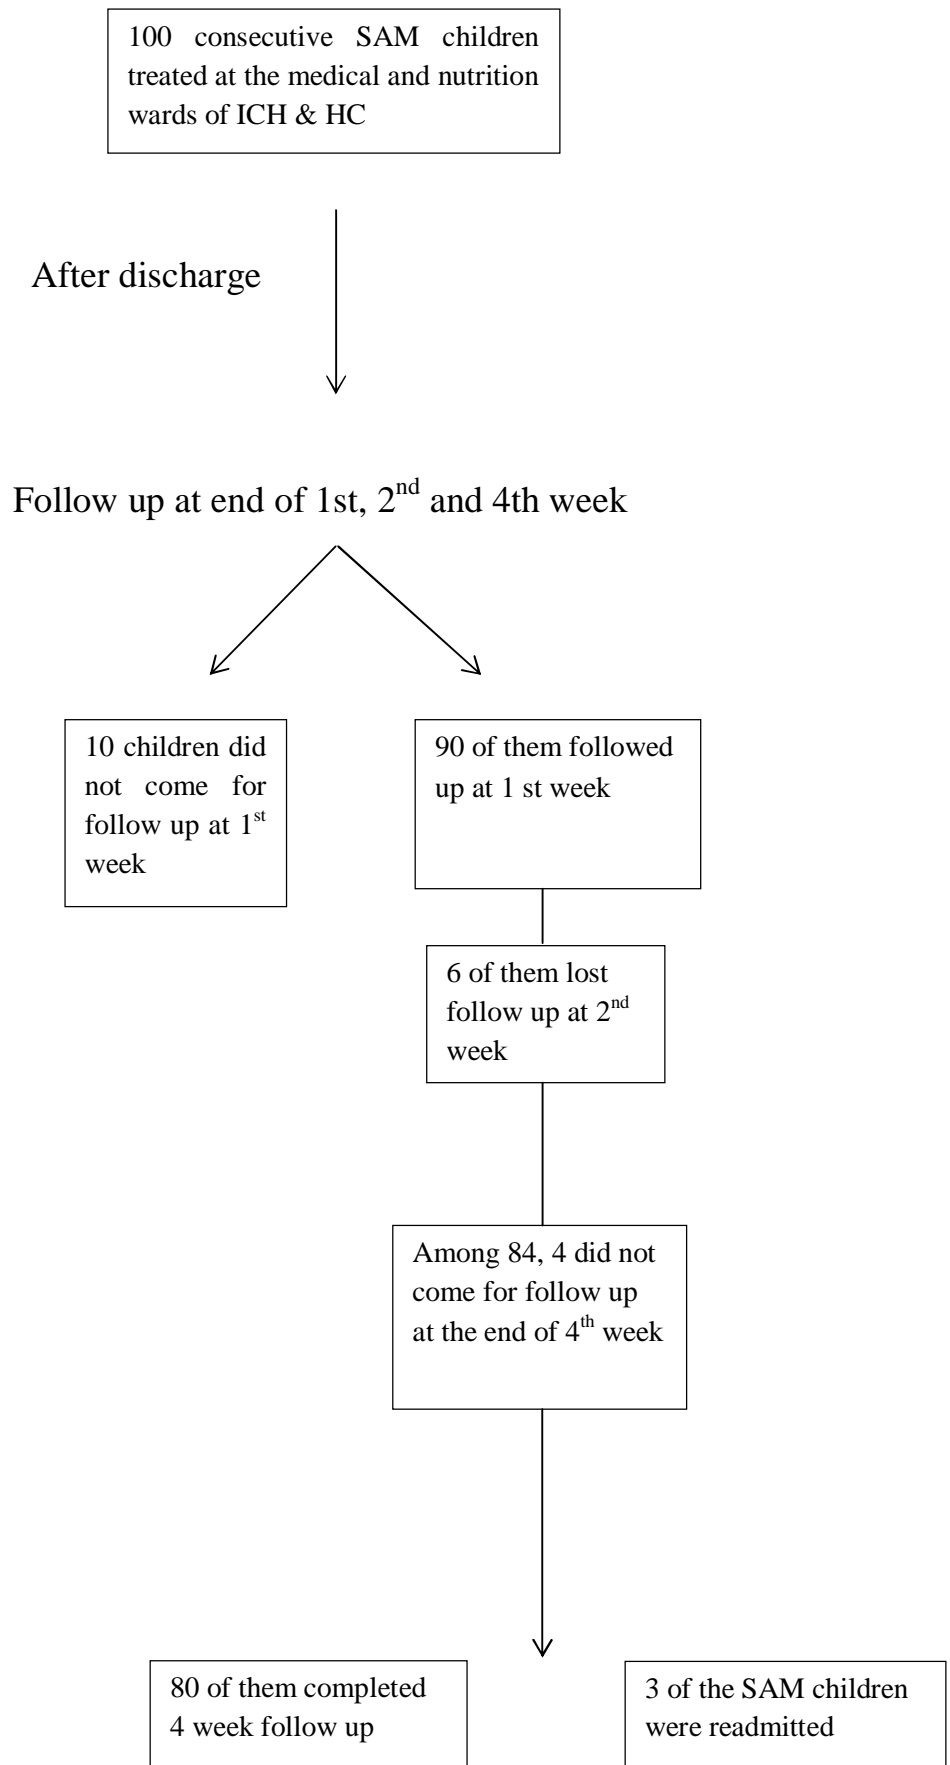 100 consecutive SAM children
treated at the medical and nutrition
wards of ICH & HC
After discharge
Follow up at end of 1st, 2nd and 4th week
10 children did
not come for
follow up at 1st
week
90 of them followed
up at 1 st week
6 of them lost
follow up at 2nd
week
Among 84, 4 did not
come for follow up
at the end of 4th week
80 of them completed
4 week follow up
3 of the SAM children
were readmitted